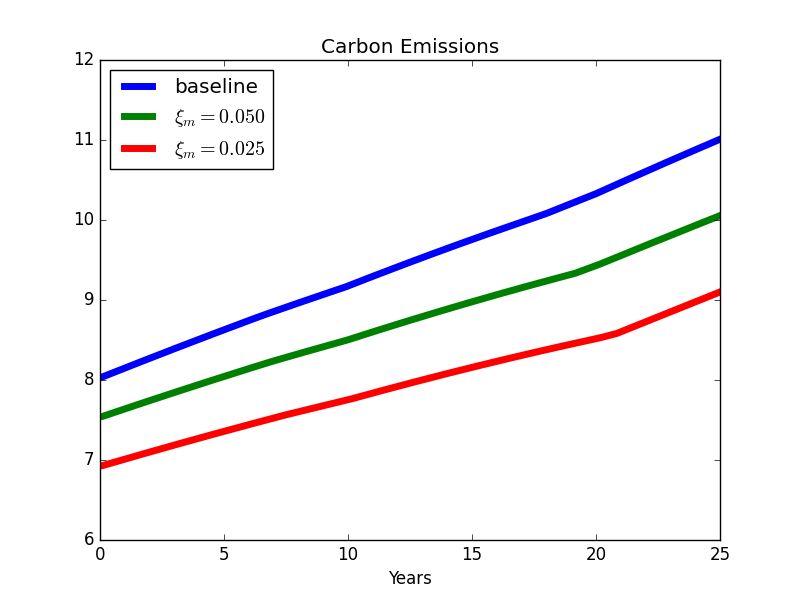 Carbon Emissions
12
11
10
9
8
7
6
baseline
ξₘ = 0.050
ξₘ = 0.025
0 5 10 15 20 25
Years